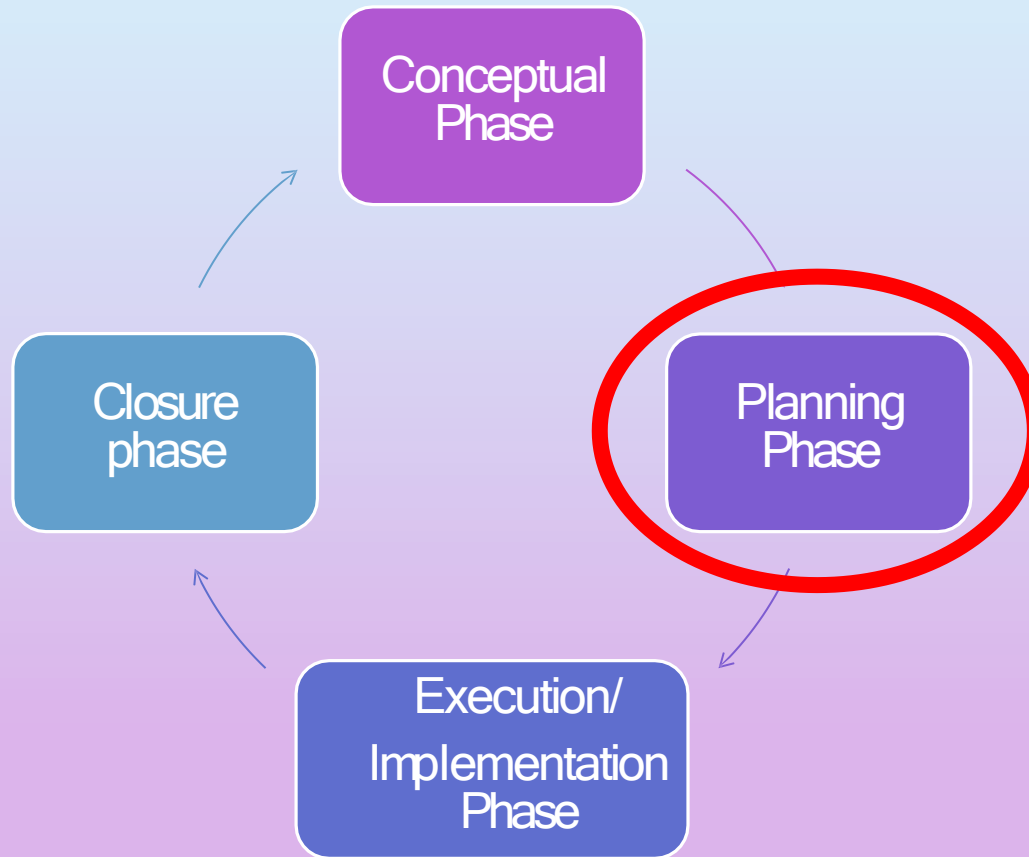 Conceptual
Phase
Closure
phase
Planning
Phase
Execution/
Implementation
Phase